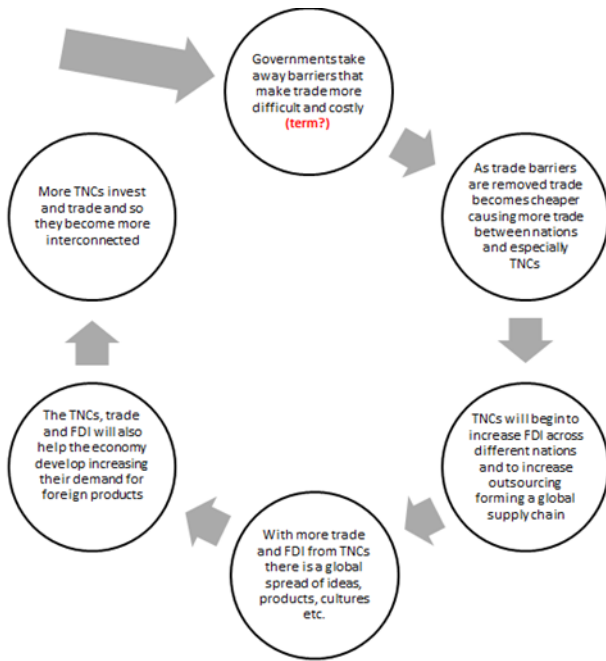 Governments take
away barriers that
make trade more
difficult and costly
(term?)
As trade barriers
are removed trade
becomes cheaper
causing more trade
between nations
and especially
TNCs
TNCs will begin to
increase FDI across
different nations
and to increase
outsourcing
forming a global
supply chain
With more trade
and FDI from TNCs
there is a global
spread of ideas,
products, cultures
etc.
The TNCs, trade
and FDI will also
help the economy
develop increasing
their demand for
foreign products
More TNCs invest
and trade and so
they become more
interconnected